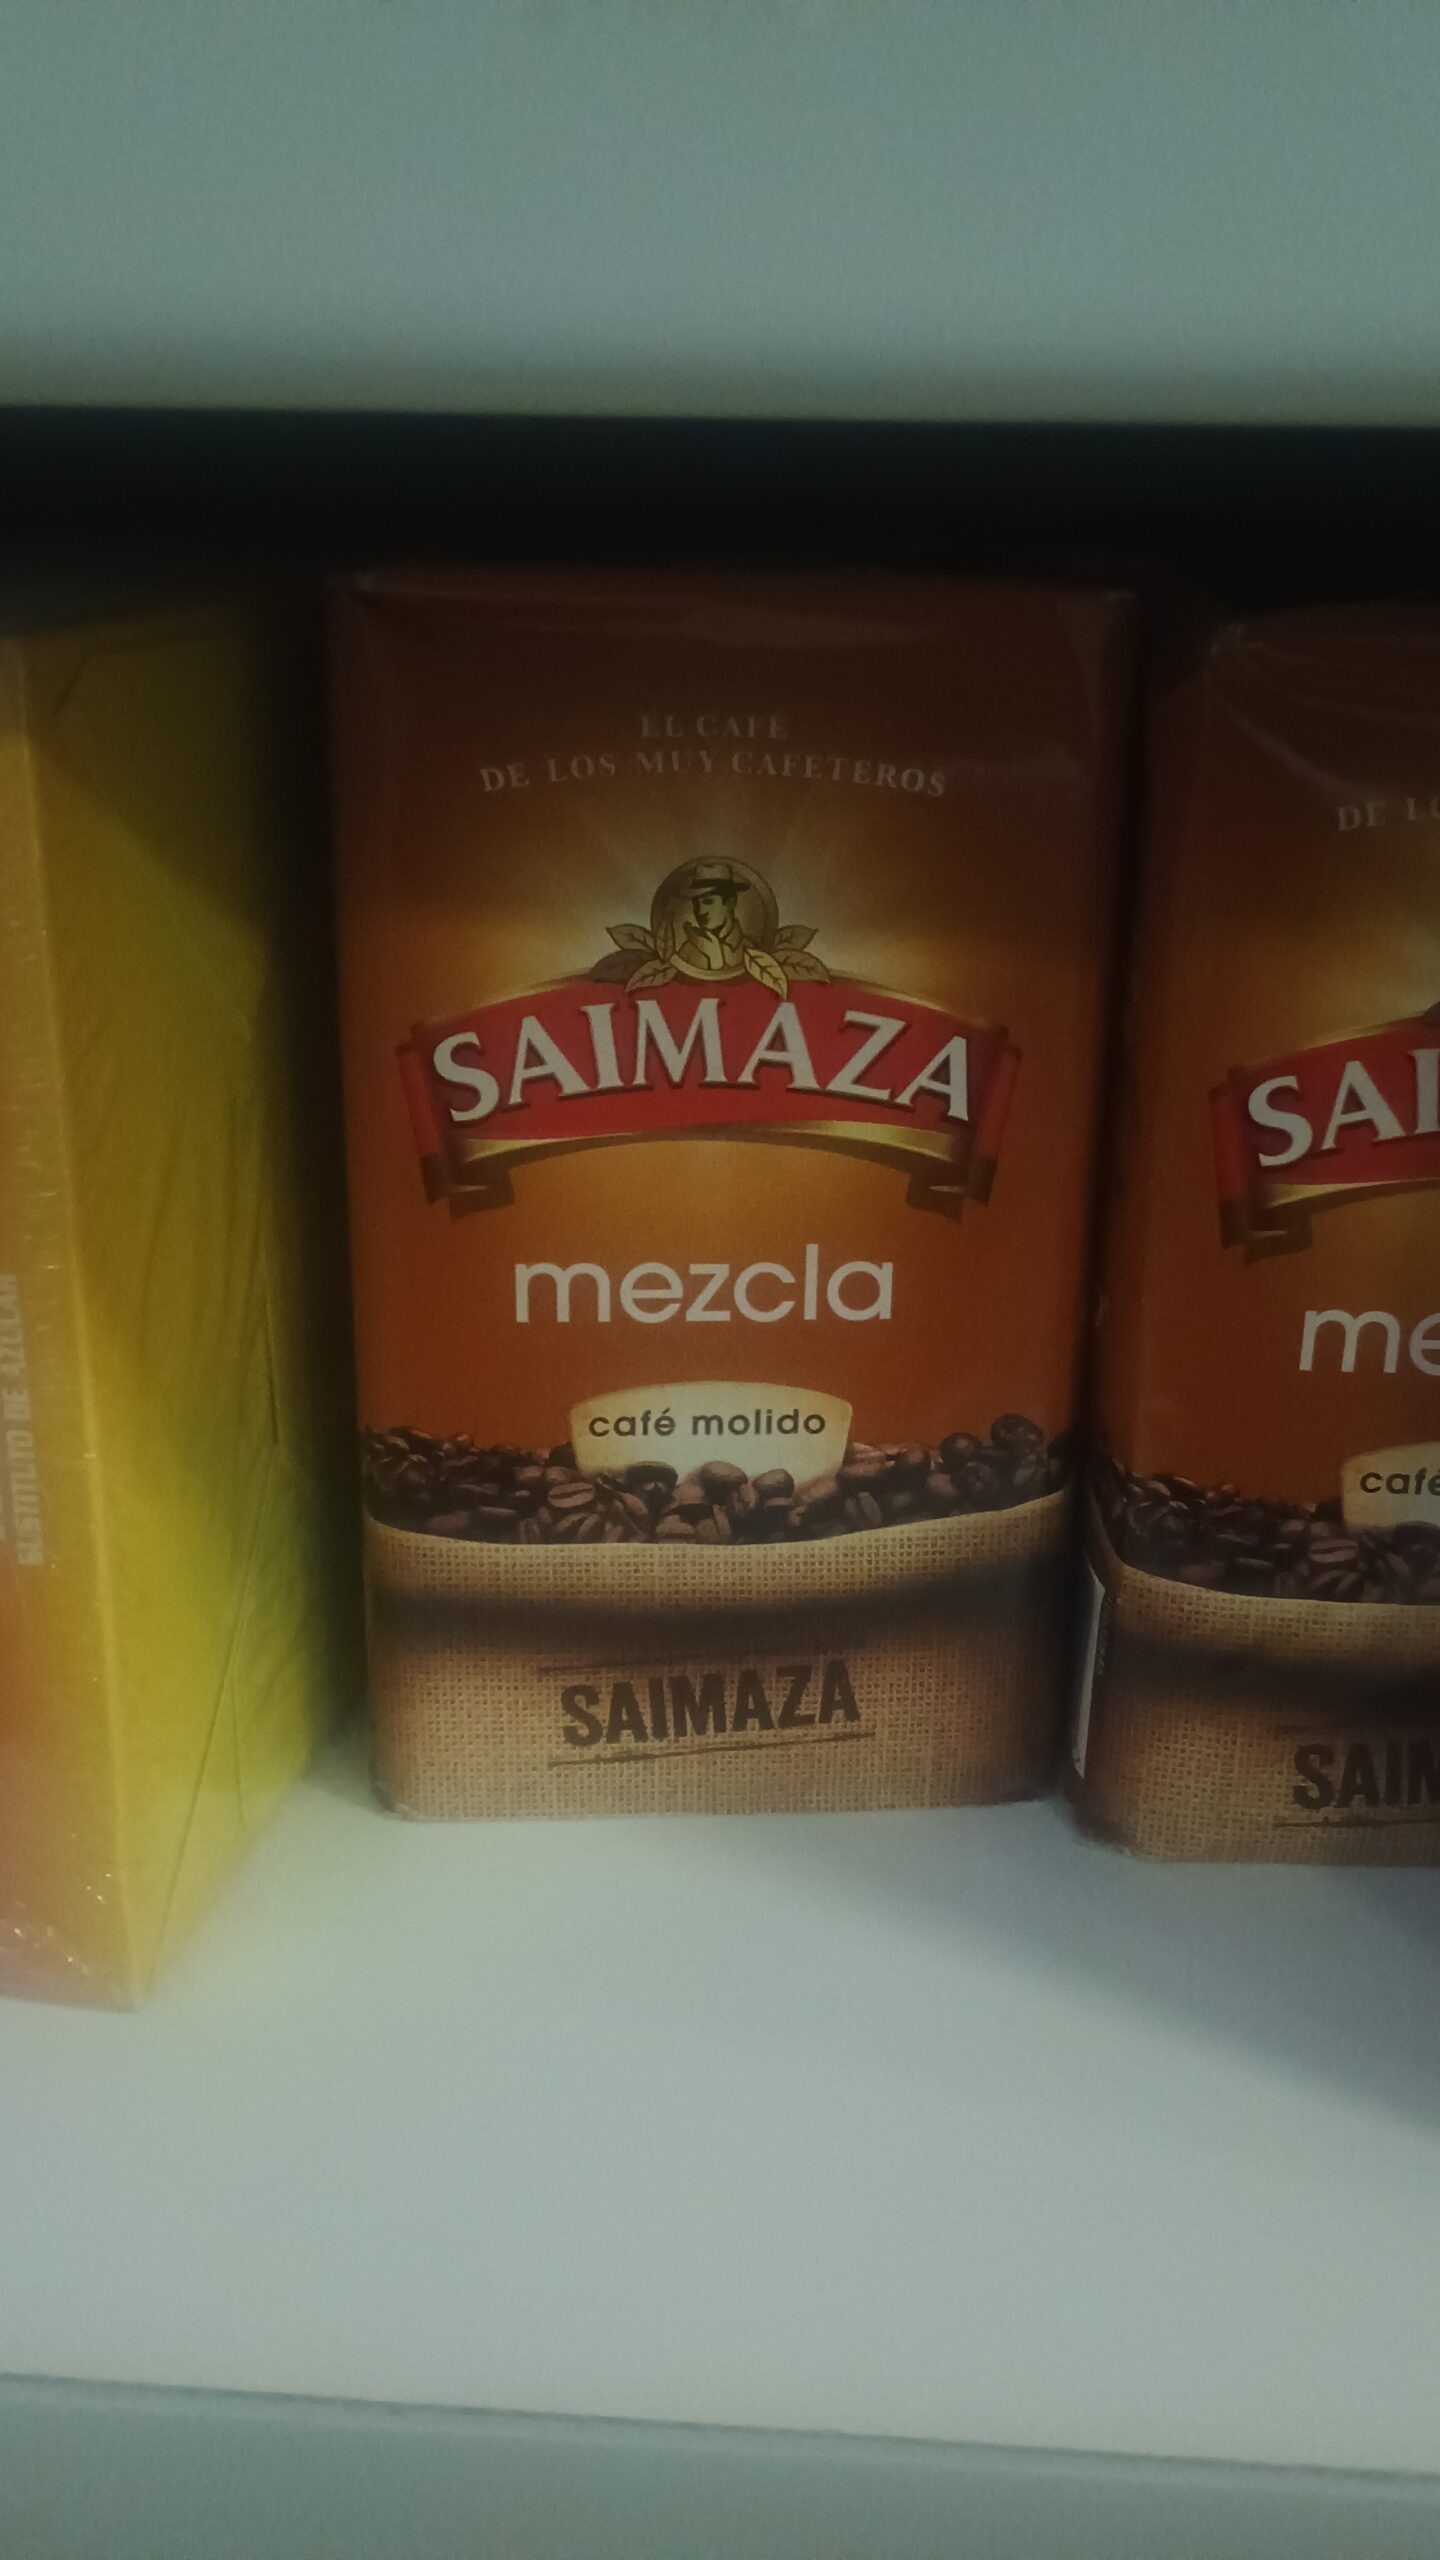 EL CAFÉ
DE LOS MUY CAFETEROS
SAIMAZA
mezcla
café molido
SAIMAZA
DE LO
SAI
me
café
SAIM
SUSTITUTO DE AZÚCAR